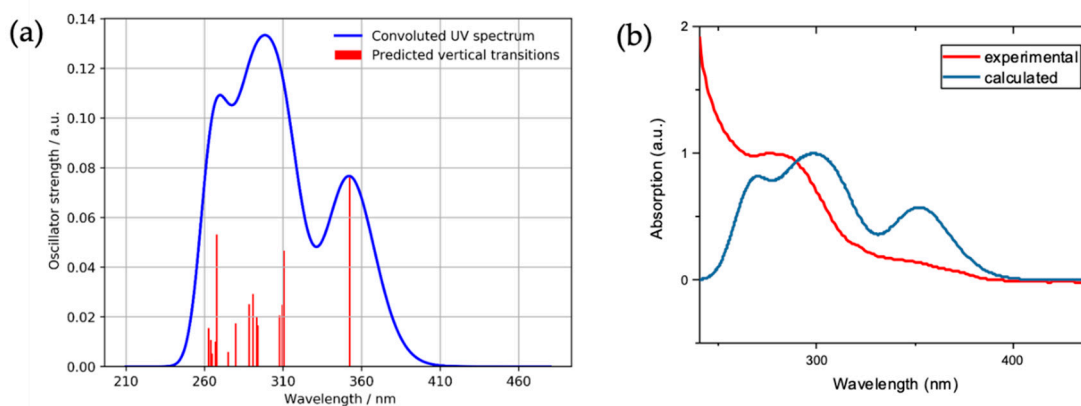 (a)
Oscillator strength / a.u.
0.14
0.12
0.10
0.08
0.06
0.04
0.02
0.00
Convoluted UV spectrum
Predicted vertical transitions
210
260
310
360
410
460
Wavelength / nm
(b)
Absorption (a.u.)
2
1
0
experimental
calculated
300
400
Wavelength (nm)